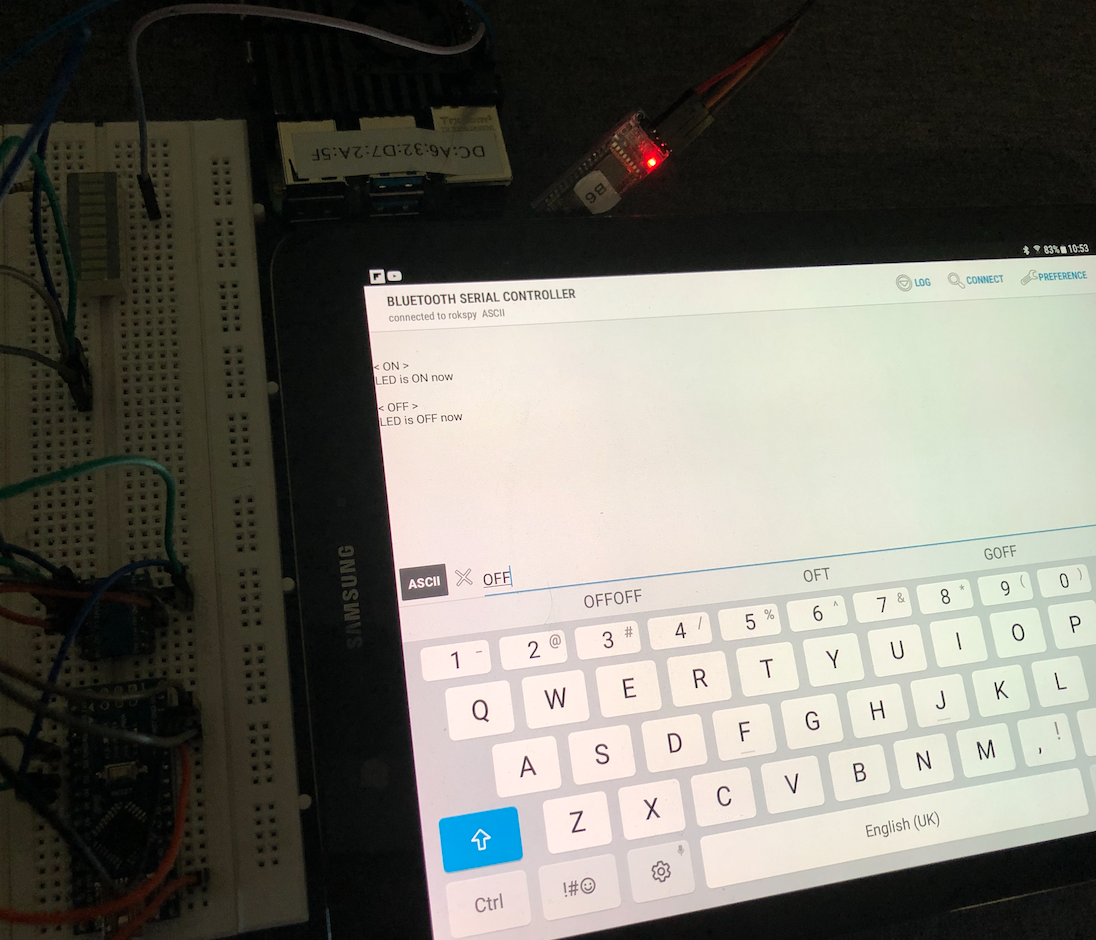 DC:A6:32:D7:2A:5F
B6
83% 10:53
BLUETOOTH SERIAL CONTROLLER
connected to rokspy ASCII
LOG
CONNECT
PREFERENCE
< ON >
LED is ON now
< OFF >
LED is OFF now
SAMSUNG
ASCII
OFF
OFFOFF
OFT
GOFF
1 - 2 @ 3 # 4 / 5 % 6 ^ 7 & 8 * 9 ( 0 )
Q W E R T Y U I O P
A S D F G H J K L
Z X C V B N M , !
Ctrl !#☺ English (UK)